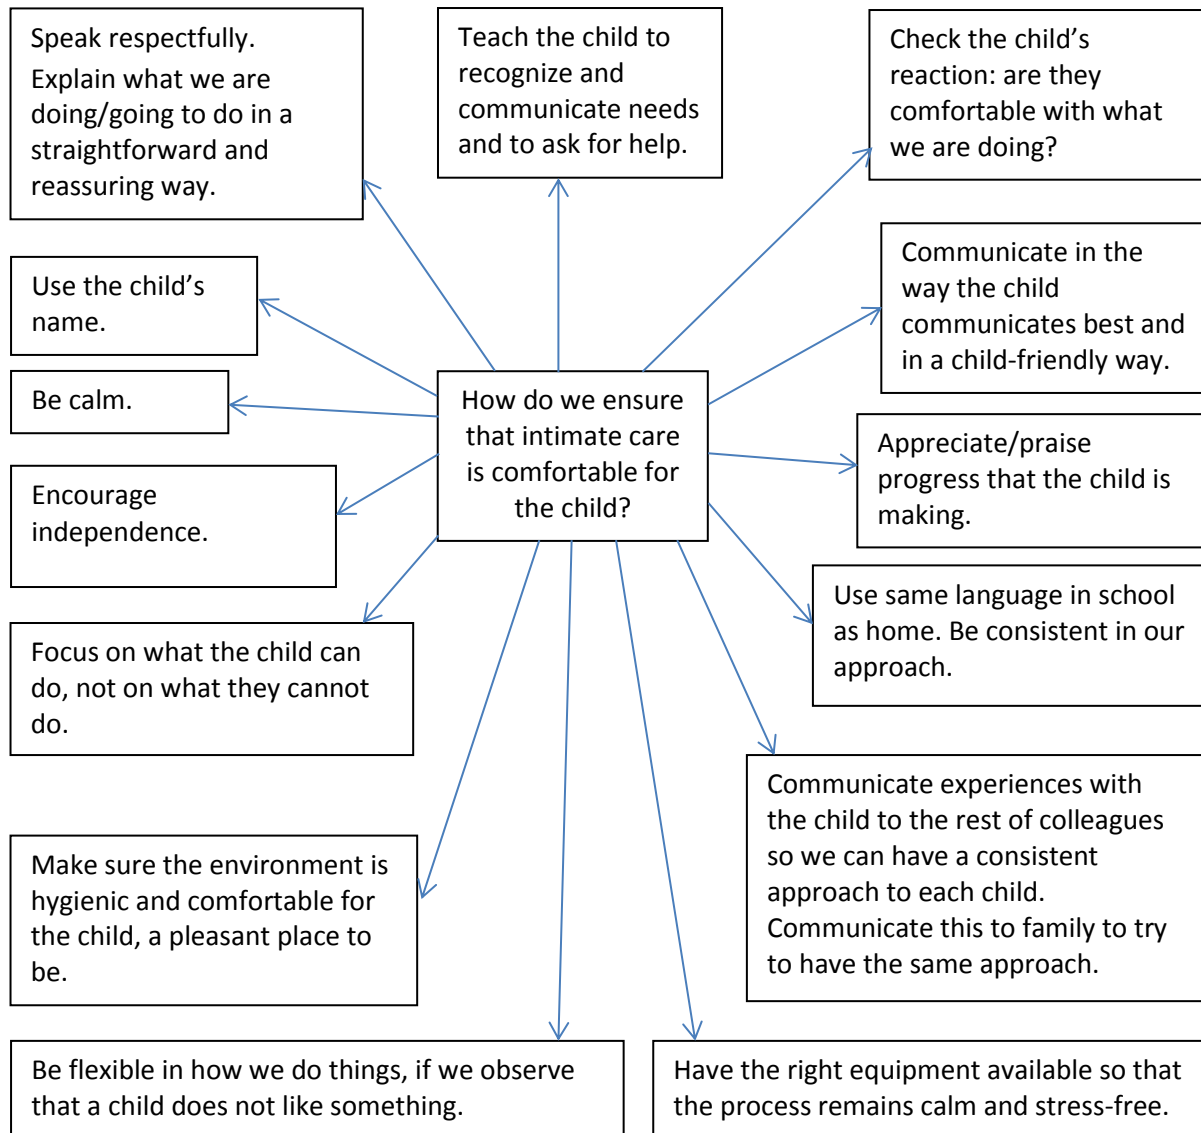 Speak respectfully.
Explain what we are
doing/going to do in a
straightforward and
reassuring way.
Teach the child to
recognize and
communicate needs
and to ask for help.
Check the child’s
reaction: are they
comfortable with what
we are doing?
Use the child’s
name.
Communicate in the
way the child
communicates best and
in a child-friendly way.
Be calm.
How do we ensure
that intimate care
is comfortable for
the child?
Appreciate/praise
progress that the child is
making.
Encourage
independence.
Use same language in school
as home. Be consistent in our
approach.
Focus on what the child can
do, not on what they cannot
do.
Communicate experiences with
the child to the rest of colleagues
so we can have a consistent
approach to each child.
Communicate this to family to try
to have the same approach.
Make sure the environment is
hygienic and comfortable for
the child, a pleasant place to
be.
Be flexible in how we do things, if we observe
that a child does not like something.
Have the right equipment available so that
the process remains calm and stress-free.